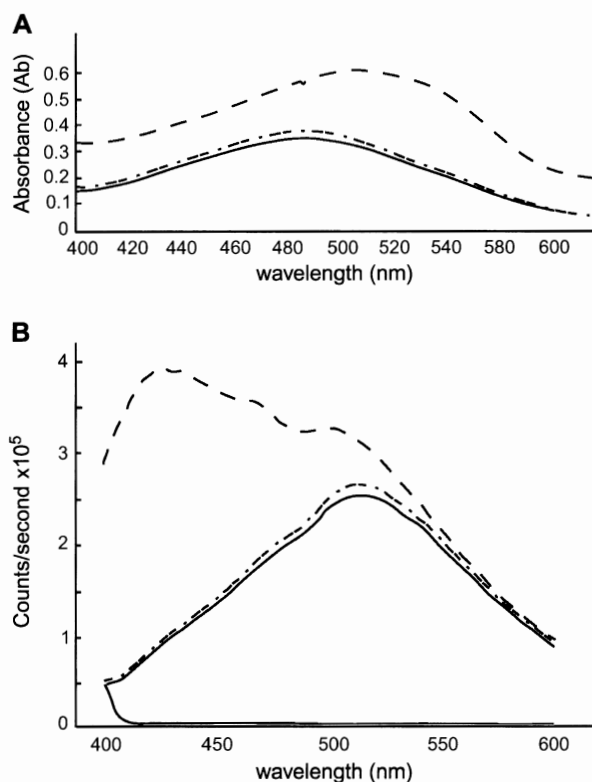 A
Absorbance (Ab)
0.6
0.5
0.4
0.3
0.2
0.1
0
400 420 440 460 480 500 520 540 580 600
wavelength (nm)
B
Counts/second x10⁵
4
3
2
1
0
400 450 500 550 600
wavelength (nm)